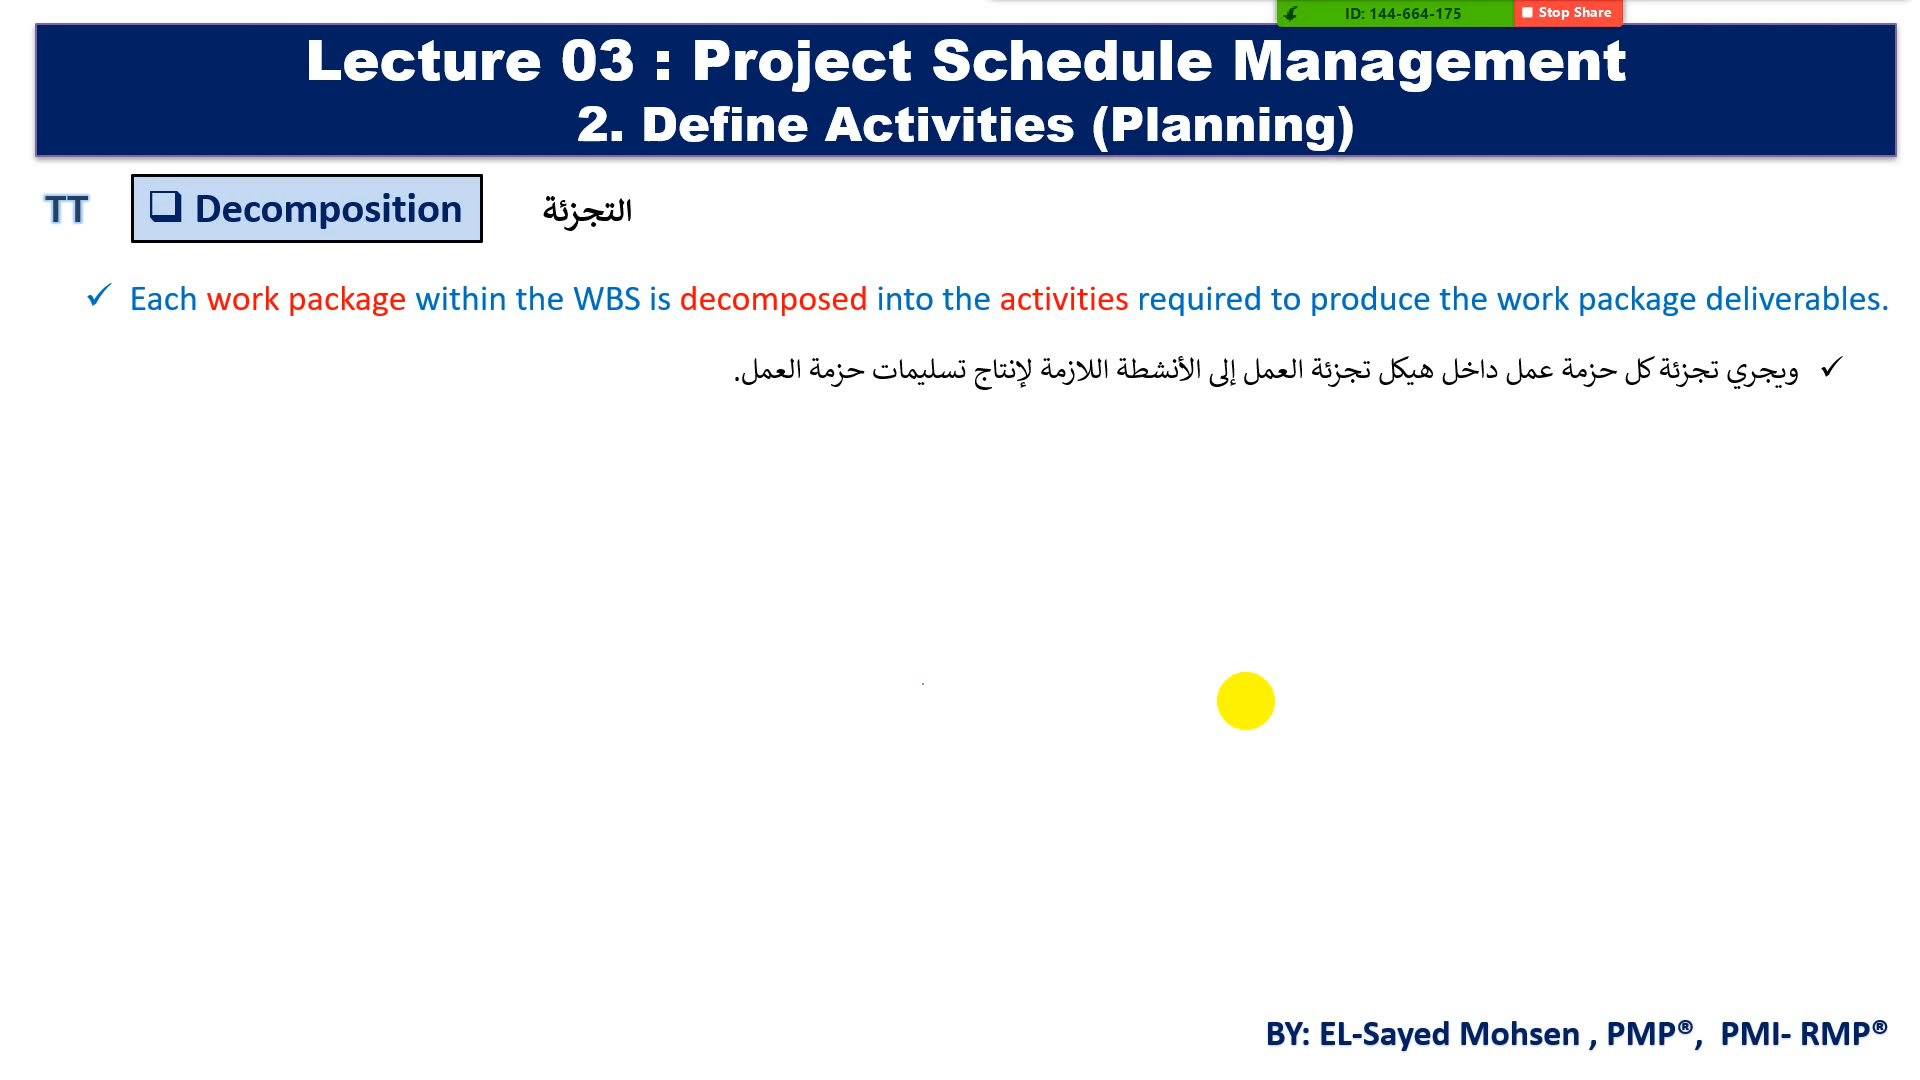 ID: 144-664-175 Stop Share
Lecture 03 : Project Schedule Management
2. Define Activities (Planning)
TT ❑ Decomposition التجزئة
✓ Each work package within the WBS is decomposed into the activities required to produce the work package deliverables.
✓ ويجري تجزئة كل حزمة عمل داخل هيكل تجزئة العمل إلى الأنشطة اللازمة لإنتاج تسليمات حزمة العمل.
BY: EL-Sayed Mohsen , PMP®, PMI- RMP®